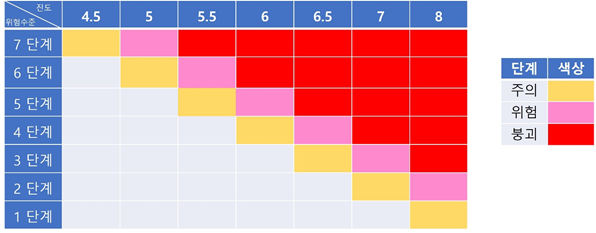 진도
위험수준
4.5 5 5.5 6 6.5 7 8
7 단계
6 단계
5 단계
4 단계
3 단계
2 단계
1 단계
단계 색상
주의
위험
붕괴